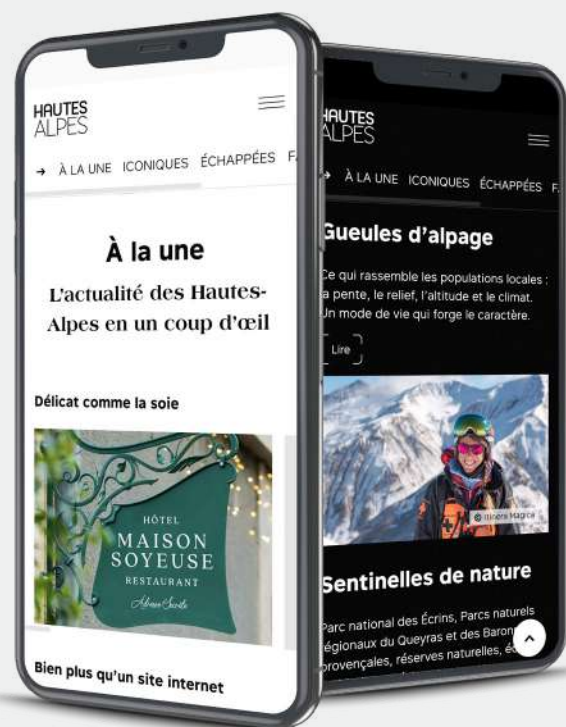 HAUTES
ALPES
→ À LA UNE ICONIQUES ÉCHAPPÉES
À la une
L'actualité des Hautes-
Alpes en un coup d'œil
Délicat comme la soie
HÔTEL
MAISON
SOYEUSE
RESTAURANT
Bien plus qu'un site internet
HAUTES
ALPES
→ À LA UNE ICONIQUES ÉCHAPPÉES
Gueules d'alpage
Ce qui rassemble les populations locales :
la pente, le relief, l'altitude et le climat.
Un mode de vie qui forge le caractère.
Lire
© Itinera Magica
Sentinelles de nature
Parc national des Écrins, Parcs naturels
régionaux du Queyras et des
provençales, réserves naturelles,